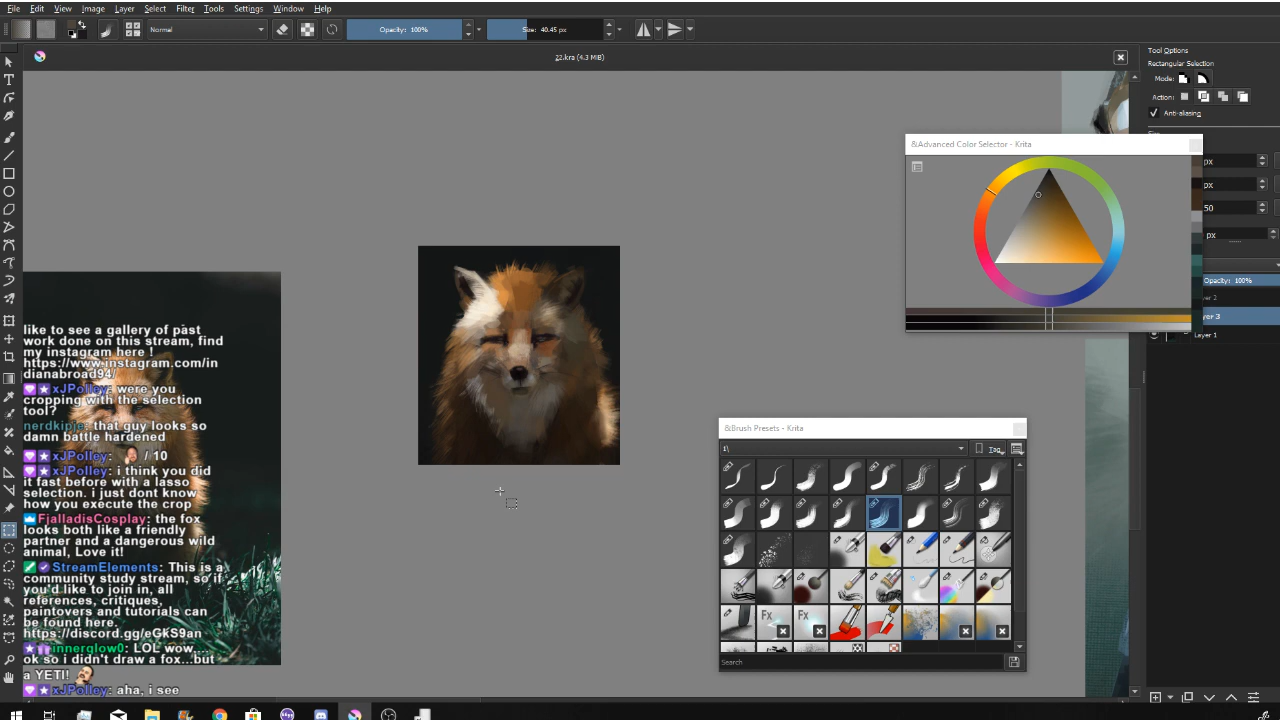 File Edit View Image Layer Select Filter Tools Settings Window Help
Normal Opacity: 100% Size: 40.45 px
22.kra (4.3 MiB)
Tool Options
Rectangular Selection
Mode:
Action:
Anti-aliasing
&Advanced Color Selector - Krita
px
px
50
px
Opacity: 100%
yer 2
yer 3
Layer 1
like to see a gallery of past
work done on this stream, find
my instagram here !
https://www.instagram.com/in
dianabroad94/
xJPolley: were you
cropping with the selection
tool?
nerdkipje: that guy looks so
damn battle hardened
xJPolley: / 10
xJPolley: i think you did
it fast before with a lasso
selection. i just dont know
how you execute the crop
FjalladisCosplay: the fox
looks both like a friendly
partner and a dangerous wild
animal, Love it!
StreamElements: This is a
community study stream, so if
you'd like to join in, all
references, critiques,
paintovers and tutorials can
be found here.
https://discord.gg/eGKS9an
innerglow0: LOL wow...
ok so i didn't draw a fox...but
a YETI!
xJPolley: aha, i see
&Brush Presets - Krita
Tag
Fx Fx
Search